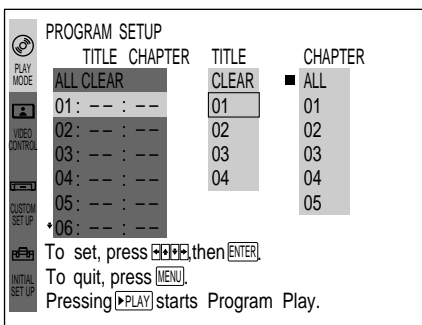 PROGRAM SETUP
TITLE CHAPTER TITLE CHAPTER
PLAY MODE
ALL CLEAR CLEAR ALL
01: -- : -- 01 01
VIDEO CONTROL
02: -- : -- 02 02
03: -- : -- 03 03
04: -- : -- 04 04
CUSTOM SET UP
05: -- : -- 05
06: -- : --
To set, press ,then ENTER.
INITIAL SET UP
To quit, press MENU.
Pressing PLAY starts Program Play.